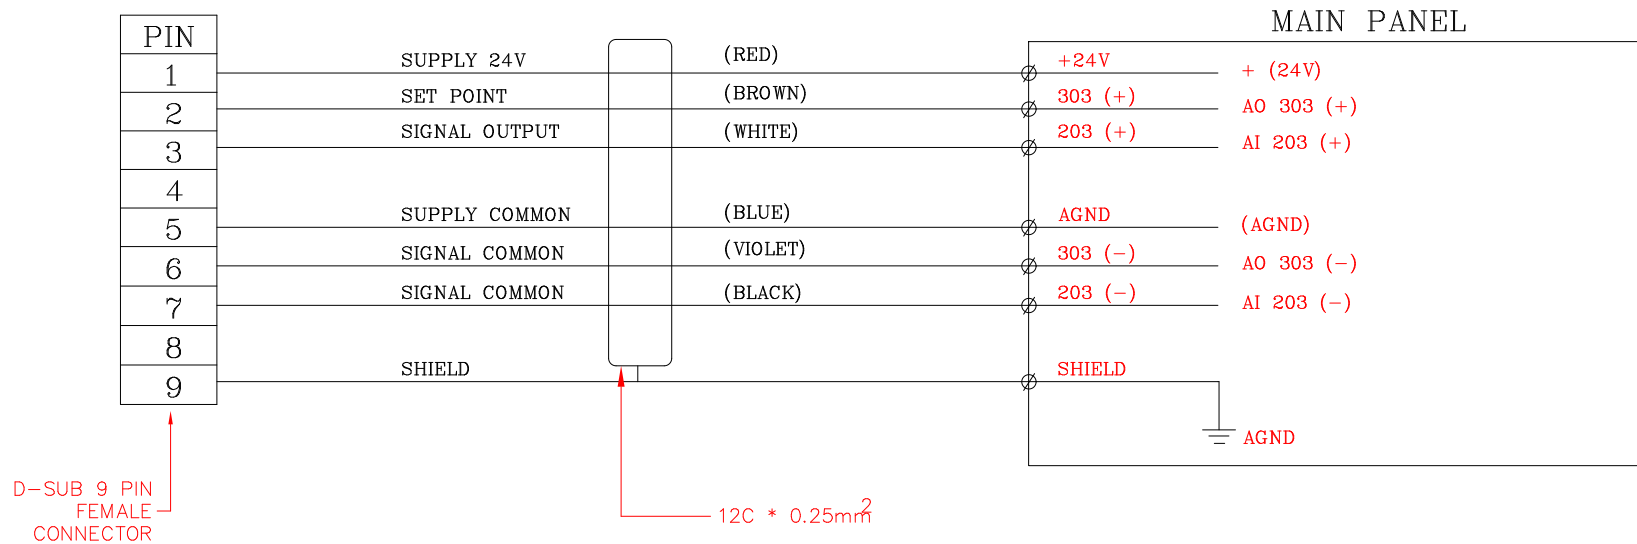 MAIN PANEL
PIN
1 SUPPLY 24V (RED) +24V + (24V)
2 SET POINT (BROWN) 303 (+) AO 303 (+)
3 SIGNAL OUTPUT (WHITE) 203 (+) AI 203 (+)
4
5 SUPPLY COMMON (BLUE) AGND (AGND)
6 SIGNAL COMMON (VIOLET) 303 (-) AO 303 (-)
7 SIGNAL COMMON (BLACK) 203 (-) AI 203 (-)
8
9 SHIELD SHIELD
AGND
D-SUB 9 PIN
FEMALE
CONNECTOR
12C * 0.25mm²